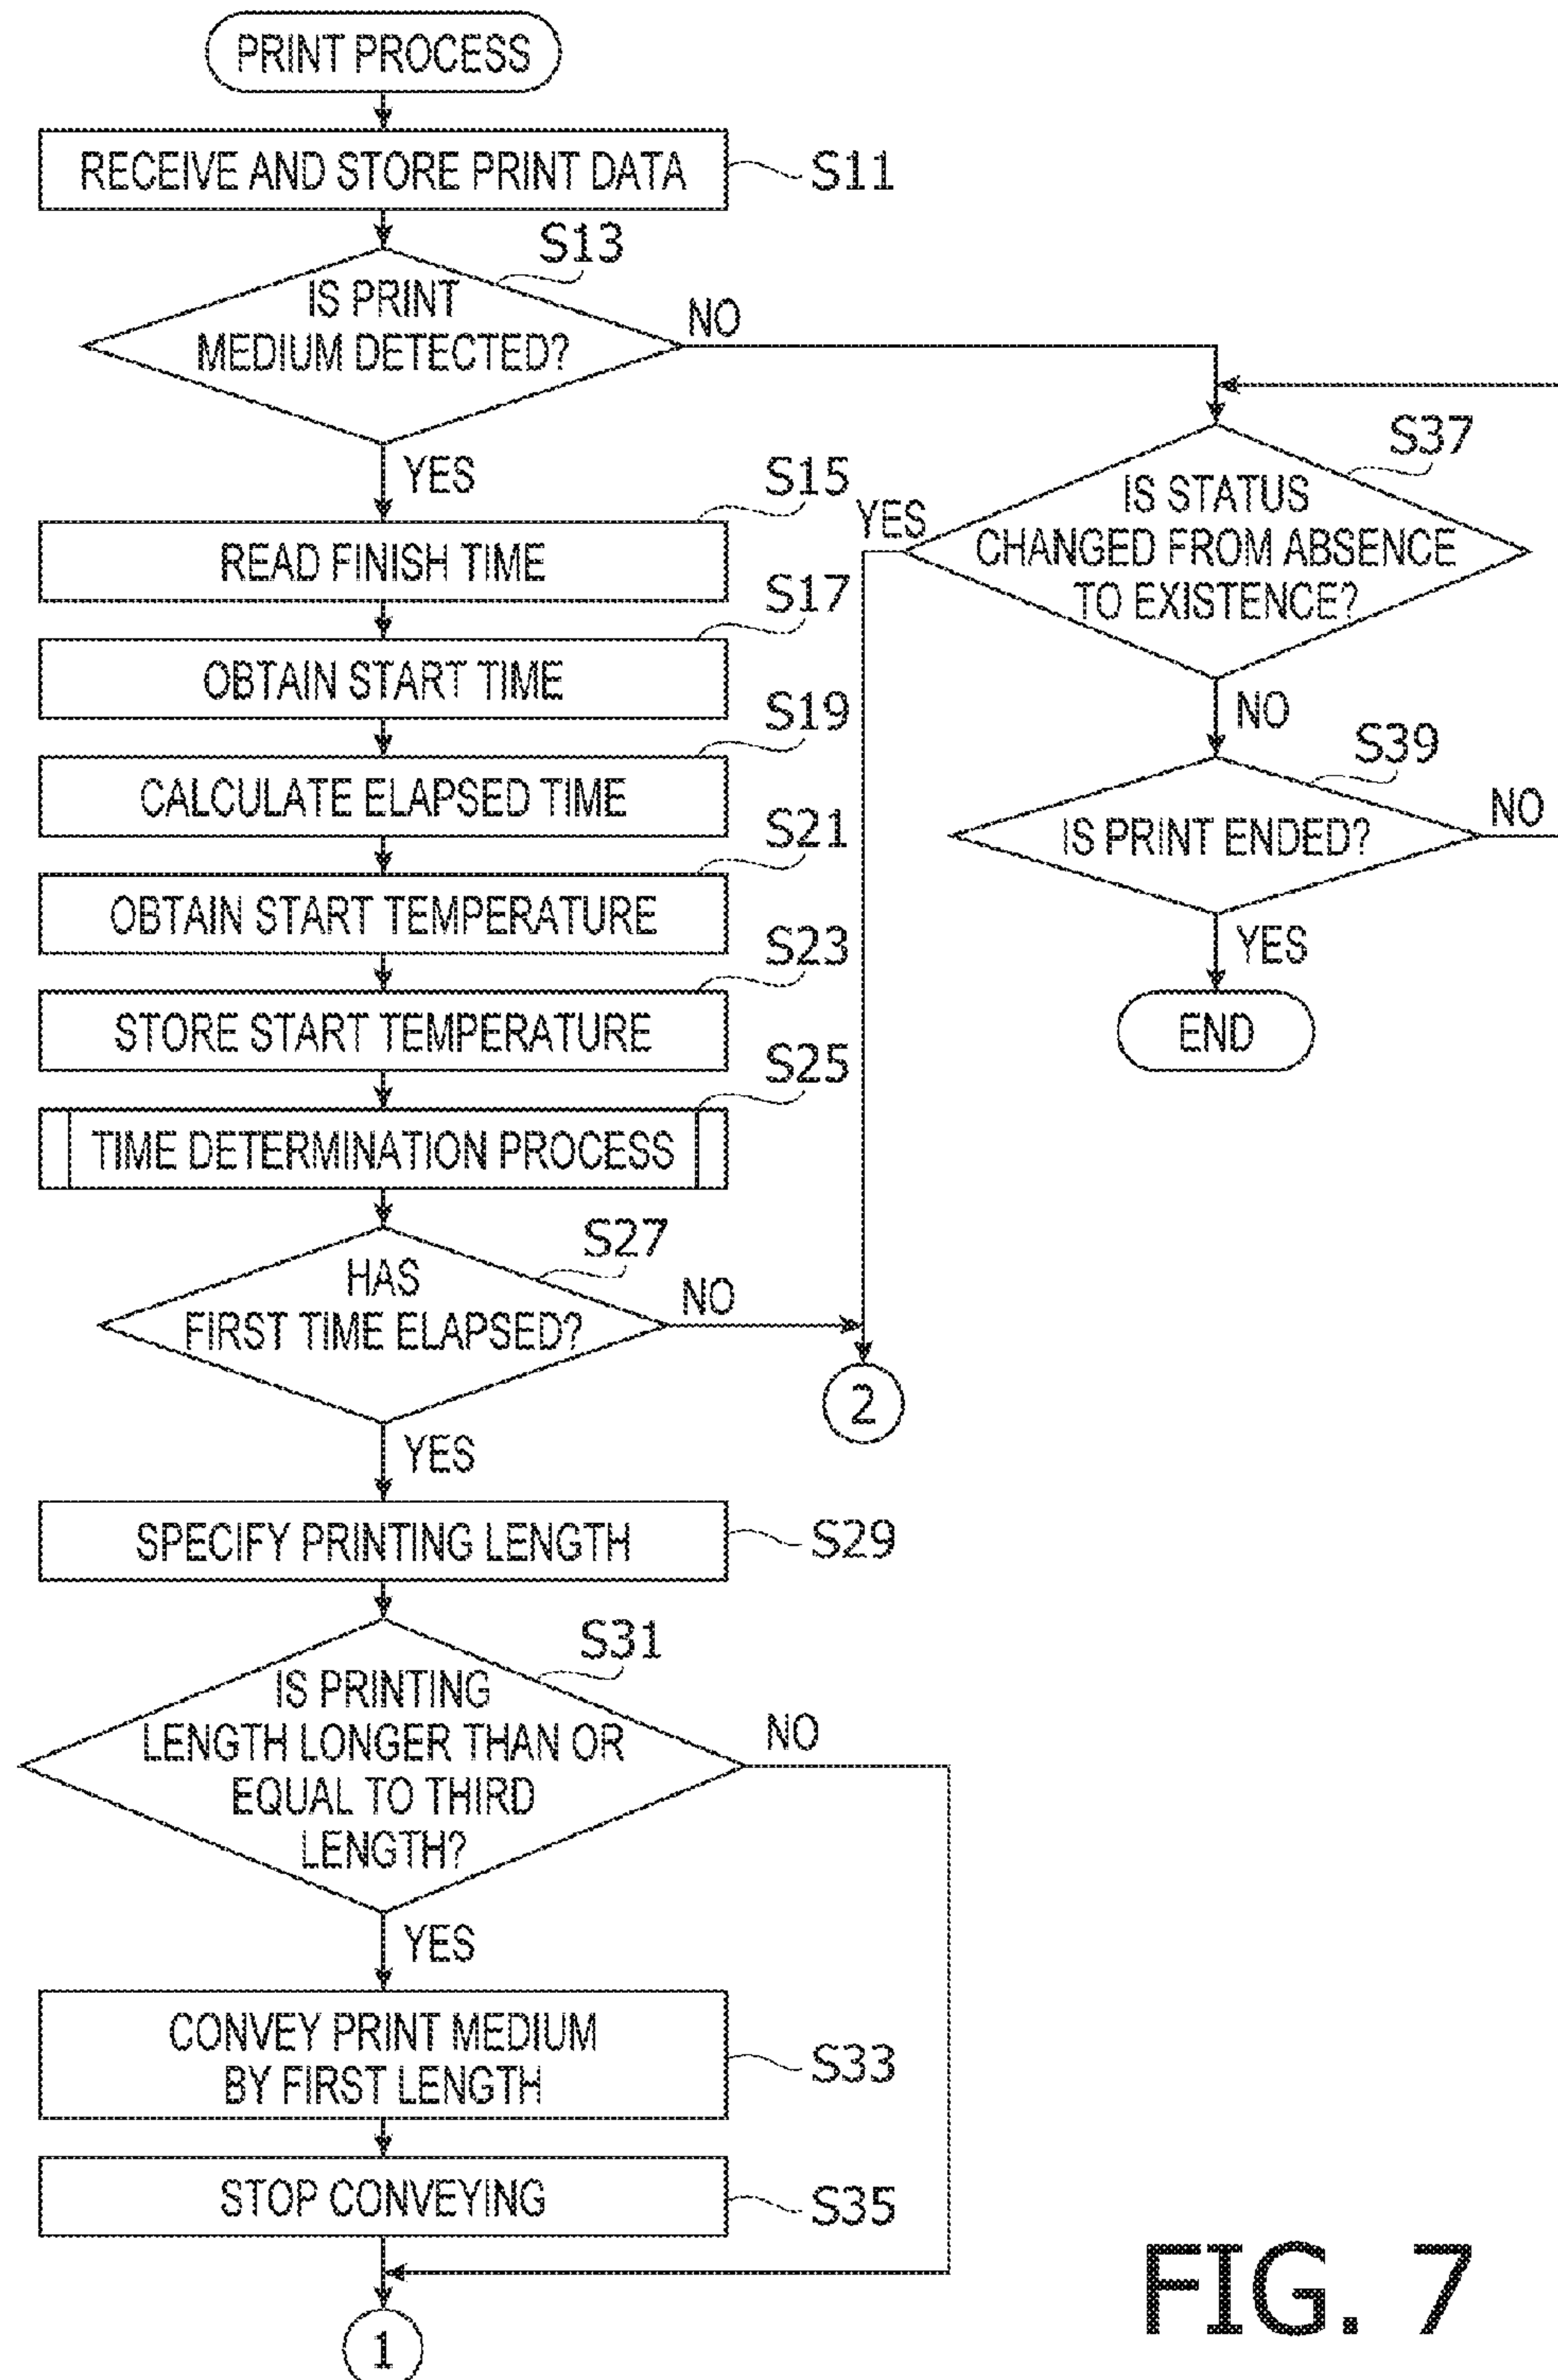 PRINT PROCESS
RECEIVE AND STORE PRINT DATA
S11
S13
IS PRINT
MEDIUM DETECTED?
NO
YES
S15
READ FINISH TIME
S17
OBTAIN START TIME
S19
CALCULATE ELAPSED TIME
S21
OBTAIN START TEMPERATURE
S23
STORE START TEMPERATURE
S25
TIME DETERMINATION PROCESS
S27
HAS
FIRST TIME ELAPSED?
NO
YES
SPECIFY PRINTING LENGTH
S29
S31
IS PRINTING
LENGTH LONGER THAN OR
EQUAL TO THIRD
LENGTH?
NO
YES
CONVEY PRINT MEDIUM
BY FIRST LENGTH
S33
STOP CONVEYING
S35
1
S37
IS STATUS
CHANGED FROM ABSENCE
TO EXISTENCE?
YES
NO
S39
IS PRINT ENDED?
NO
YES
END
2
FIG. 7